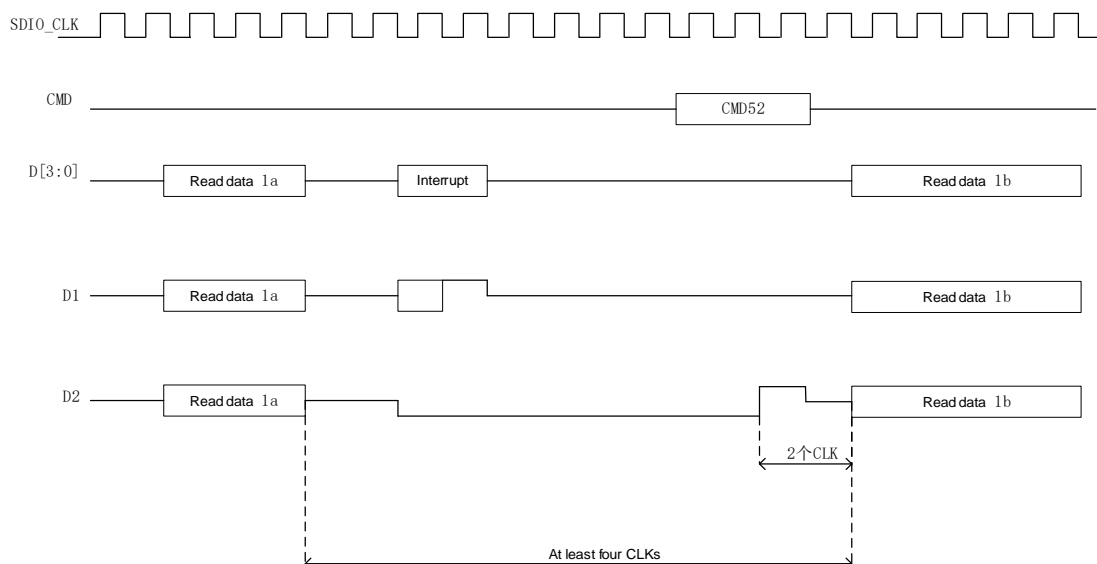 SDIO_CLK
CMD
CMD52
D[3:0]
Read data 1a
Interrupt
Read data 1b
D1
Read data 1a
Read data 1b
D2
Read data 1a
Read data 1b
2个CLK
At least four CLKs